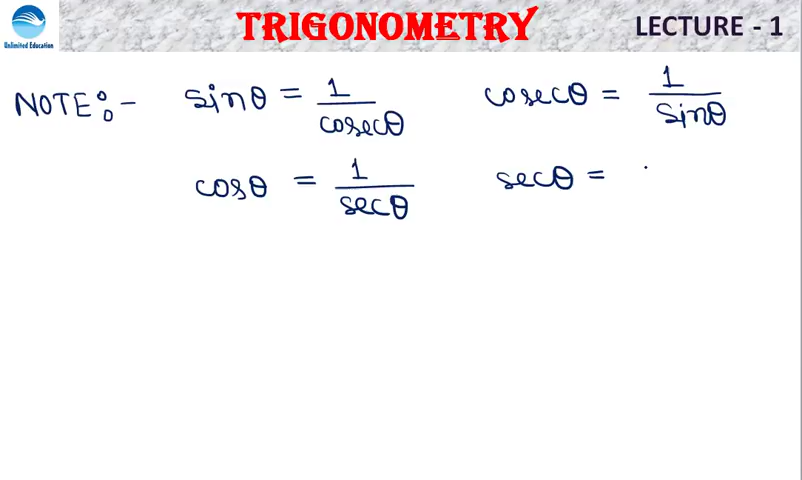 Unlimited Education
TRIGONOMETRY
LECTURE - 1
NOTE:- sinθ = 1/cosecθ cosecθ = 1/sinθ
cosθ = 1/secθ secθ =